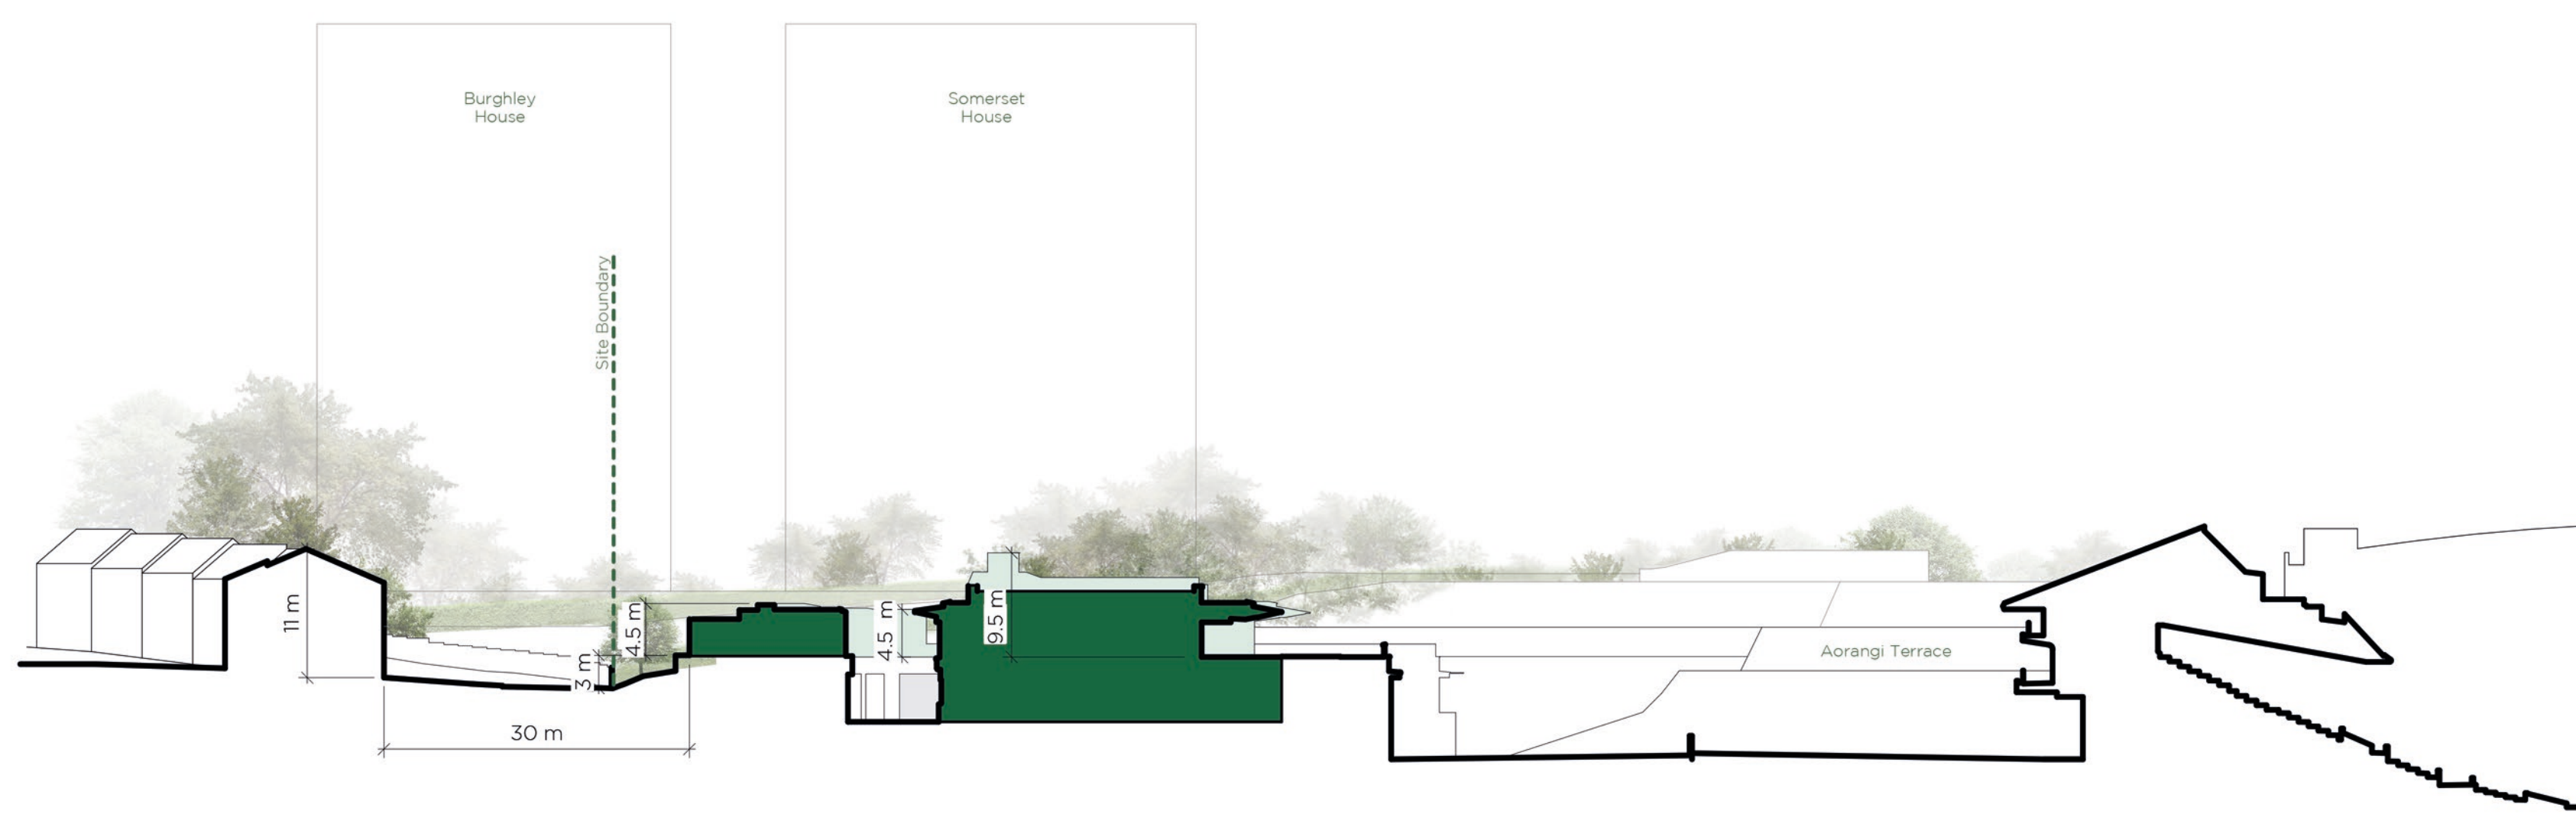 Burghley
House
Somerset
House
Site Boundary
11 m
3 m
4.5 m
4.5 m
9.5 m
Aorangi Terrace
30 m